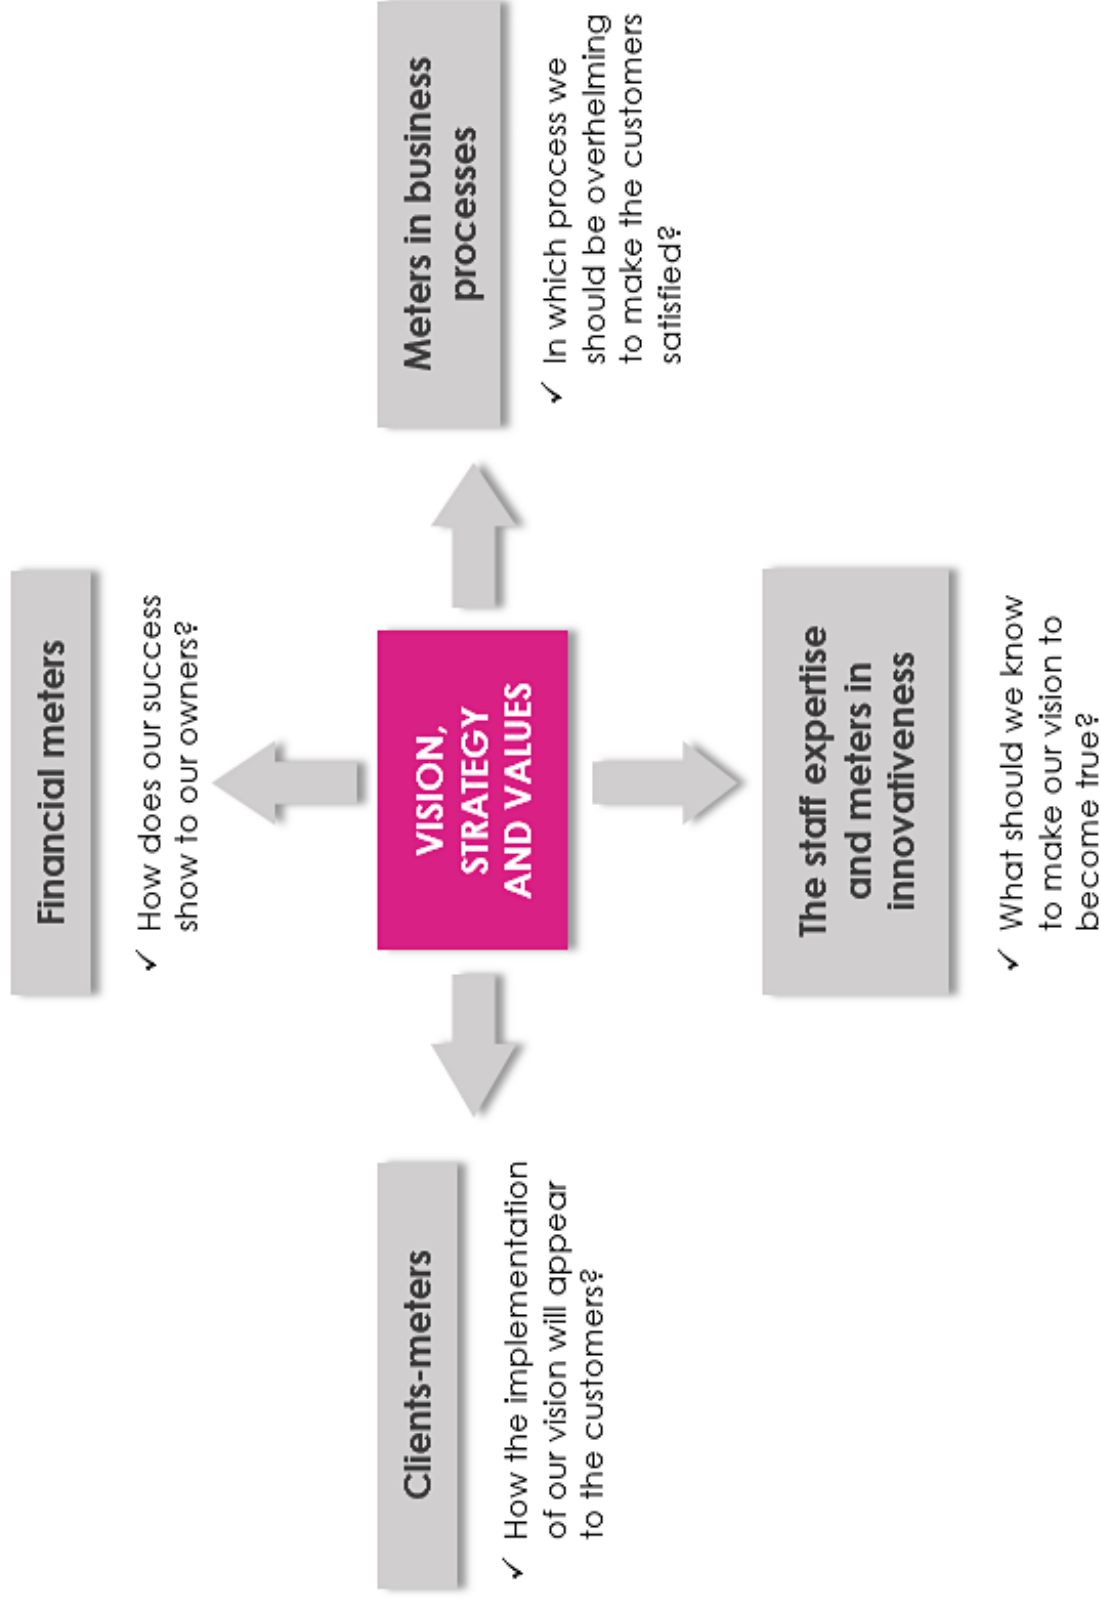 Financial meters
✓ How does our success
show to our owners?
Clients-meters
✓ How the implementation
of our vision will appear
to the customers?
VISION,
STRATEGY
AND VALUES
Meters in business
processes
✓ In which process we
should be overhelming
to make the customers
satisfied?
The staff expertise
and meters in
innovativeness
✓ What should we know
to make our vision to
become true?